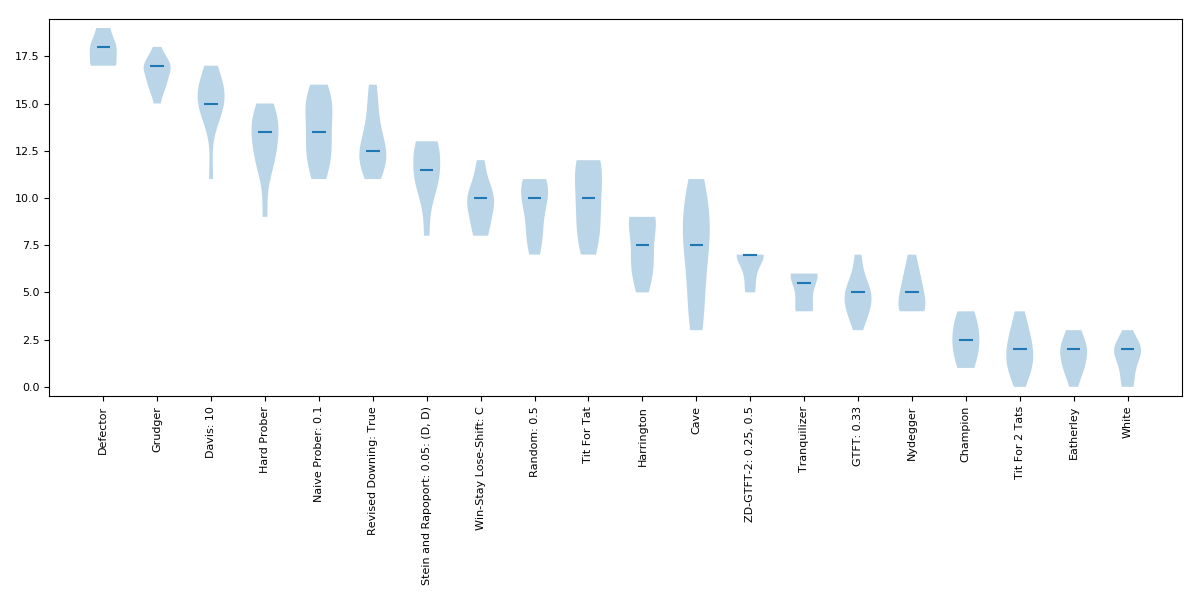 17.5
15.0
12.5
10.0
7.5
5.0
2.5
0.0
Defector
Grudger
Davis: 10
Hard Prober
Naive Prober: 0.1
Revised Downing: True
Stein and Rapoport: 0.05: (D, D)
Win-Stay Lose-Shift: C
Random: 0.5
Tit For Tat
Harrington
Cave
ZD-GTFT-2: 0.25, 0.5
Tranquilizer
GTFT: 0.33
Nydegger
Champion
Tit For 2 Tats
Eatherley
White